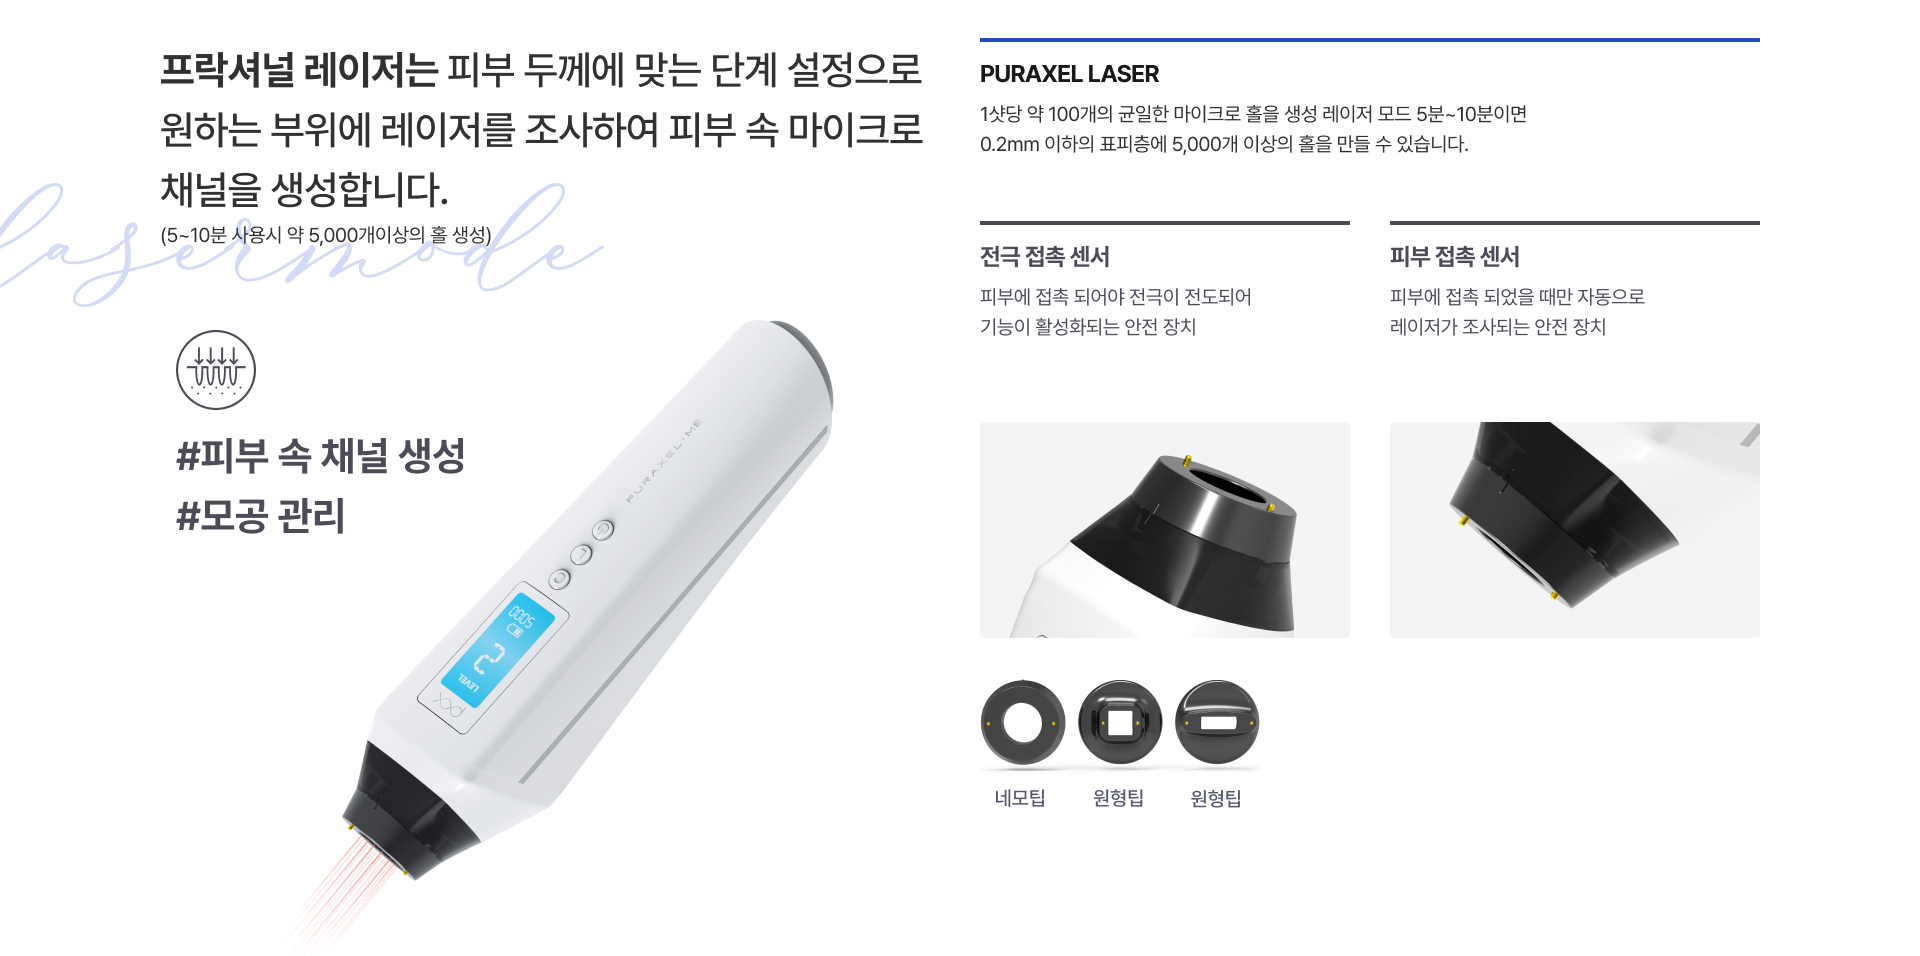 프락셔널 레이저는 피부 두께에 맞는 단계 설정으로
원하는 부위에 레이저를 조사하여 피부 속 마이크로
채널을 생성합니다.
(5~10분 사용시 약 5,000개이상의 홀 생성)
lasermode
#피부 속 채널 생성
#모공 관리
PURAXEL·ME
5000
2
LEVEL
PURAXEL LASER
1샷당 약 100개의 균일한 마이크로 홀을 생성 레이저 모드 5분~10분이면
0.2mm 이하의 표피층에 5,000개 이상의 홀을 만들 수 있습니다.
전극 접촉 센서
피부에 접촉 되어야 전극이 전도되어
기능이 활성화되는 안전 장치
피부 접촉 센서
피부에 접촉 되었을 때만 자동으로
레이저가 조사되는 안전 장치
네모팁
원형팁
원형팁